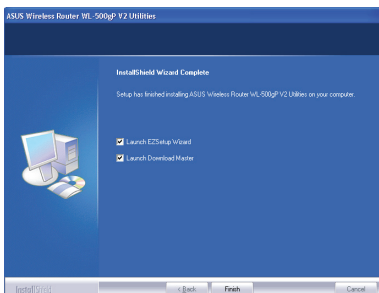 ASUS Wireless Router WL-500gP V2 Utilities
InstallShield Wizard Complete
Setup has finished installing ASUS Wireless Router WL-500gP V2 Utilities on your computer.
Launch EZSetup Wizard
Launch Download Master
InstallShield
< Back
Finish
Cancel